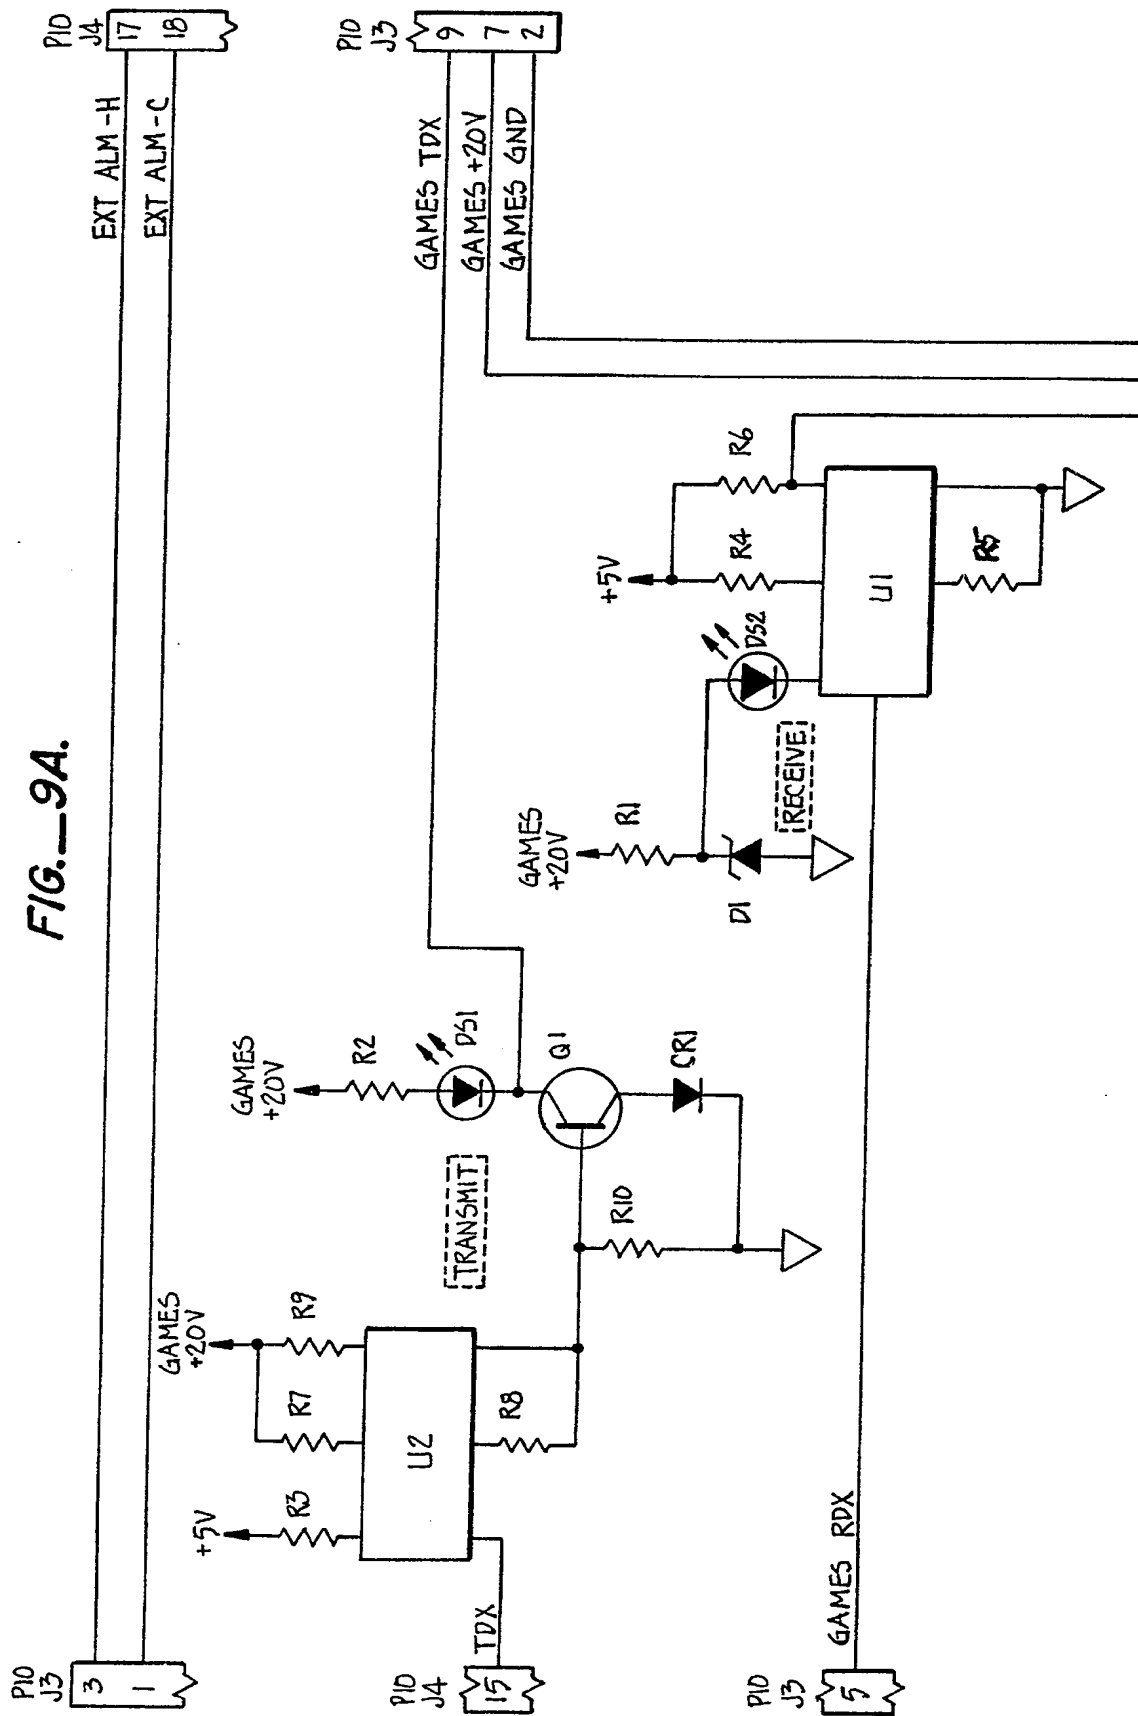 FIG.__9A.
P10
J3
3
1
EXT ALM-H
EXT ALM-C
P10
J4
17
18
P10
J4
15
TDX
+5V
R3
GAMES
+20V
R7
R9
U2
R8
TRANSMIT
R10
GAMES
+20V
R2
DS1
Q1
CR1
GAMES TDX
GAMES +20V
GAMES GND
P10
J3
9
7
2
GAMES
+20V
R1
D1
RECEIVE
DS2
+5V
R4
R6
U1
R5
P10
J3
5
GAMES RDX